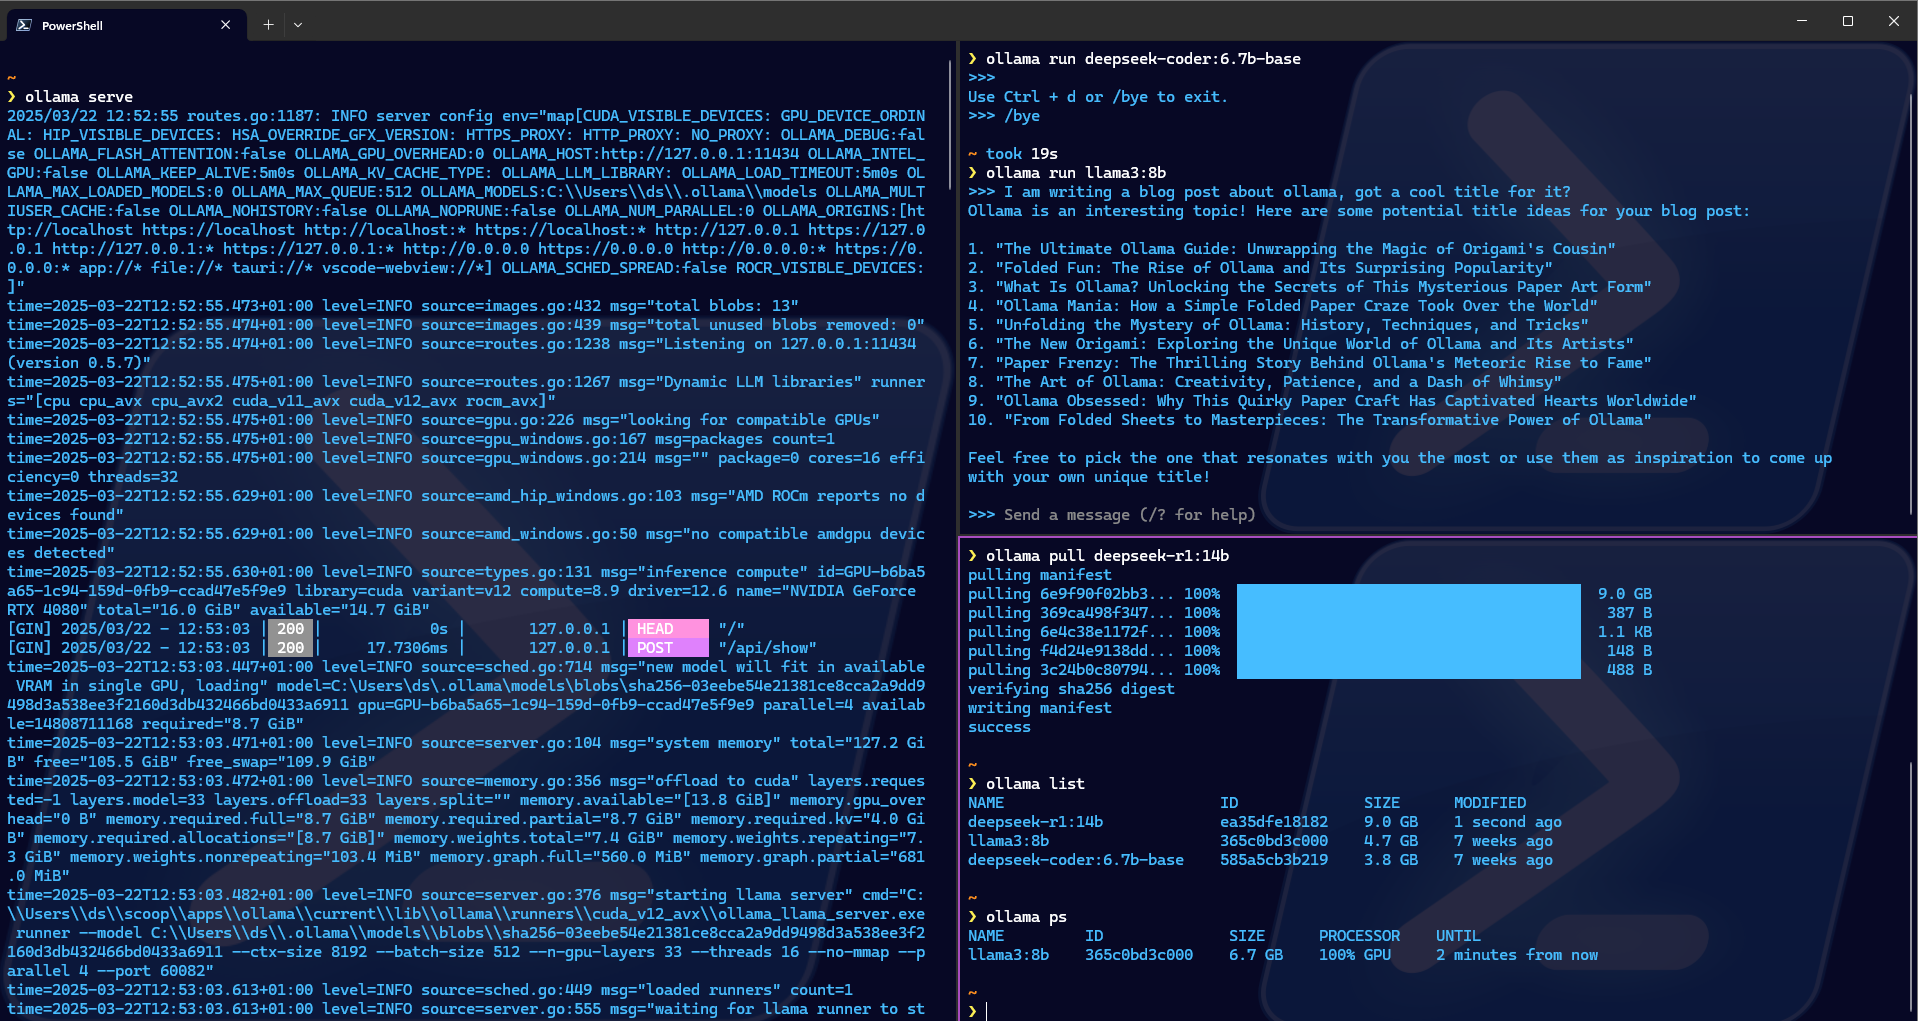 PowerShell
~
❯ ollama serve
2025/03/22 12:52:55 routes.go:1187: INFO server config env="map[CUDA_VISIBLE_DEVICES: GPU_DEVICE_ORDIN
AL: HIP_VISIBLE_DEVICES: HSA_OVERRIDE_GFX_VERSION: HTTPS_PROXY: HTTP_PROXY: NO_PROXY: OLLAMA_DEBUG:fal
se OLLAMA_FLASH_ATTENTION:false OLLAMA_GPU_OVERHEAD:0 OLLAMA_HOST:http://127.0.0.1:11434 OLLAMA_INTEL_
GPU:false OLLAMA_KEEP_ALIVE:5m0s OLLAMA_KV_CACHE_TYPE: OLLAMA_LLM_LIBRARY: OLLAMA_LOAD_TIMEOUT:5m0s OL
LAMA_MAX_LOADED_MODELS:0 OLLAMA_MAX_QUEUE:512 OLLAMA_MODELS:C:\\Users\\ds\\.ollama\\models OLLAMA_MULT
IUSER_CACHE:false OLLAMA_NOHISTORY:false OLLAMA_NOPRUNE:false OLLAMA_NUM_PARALLEL:0 OLLAMA_ORIGINS:[ht
tp://localhost https://localhost http://localhost:* https://localhost:* http://127.0.0.1 https://127.0
.0.1 http://127.0.0.1:* https://127.0.0.1:* http://0.0.0.0 https://0.0.0.0 http://0.0.0.0:* https://0.
0.0.0:* app://* file://* tauri://* vscode-webview://*] OLLAMA_SCHED_SPREAD:false ROCR_VISIBLE_DEVICES:
]"
time=2025-03-22T12:52:55.473+01:00 level=INFO source=images.go:432 msg="total blobs: 13"
time=2025-03-22T12:52:55.474+01:00 level=INFO source=images.go:439 msg="total unused blobs removed: 0"
time=2025-03-22T12:52:55.474+01:00 level=INFO source=routes.go:1238 msg="Listening on 127.0.0.1:11434
(version 0.5.7)"
time=2025-03-22T12:52:55.475+01:00 level=INFO source=routes.go:1267 msg="Dynamic LLM libraries" runner
s="[cpu cpu_avx cpu_avx2 cuda_v11_avx cuda_v12_avx rocm_avx]"
time=2025-03-22T12:52:55.475+01:00 level=INFO source=gpu.go:226 msg="looking for compatible GPUs"
time=2025-03-22T12:52:55.475+01:00 level=INFO source=gpu_windows.go:167 msg=packages count=1
time=2025-03-22T12:52:55.475+01:00 level=INFO source=gpu_windows.go:214 msg="" package=0 cores=16 effi
ciency=0 threads=32
time=2025-03-22T12:52:55.629+01:00 level=INFO source=amd_hip_windows.go:103 msg="AMD ROCm reports no d
evices found"
time=2025-03-22T12:52:55.629+01:00 level=INFO source=amd_windows.go:50 msg="no compatible amdgpu devic
es detected"
time=2025-03-22T12:52:55.630+01:00 level=INFO source=types.go:131 msg="inference compute" id=GPU-b6ba5
a65-1c94-159d-0fb9-ccad47e5f9e9 library=cuda variant=v12 compute=8.9 driver=12.6 name="NVIDIA GeForce
RTX 4080" total="16.0 GiB" available="14.7 GiB"
[GIN] 2025/03/22 - 12:53:03 | 200 | 0s | 127.0.0.1 | HEAD "/"
[GIN] 2025/03/22 - 12:53:03 | 200 | 17.7306ms | 127.0.0.1 | POST "/api/show"
time=2025-03-22T12:53:03.447+01:00 level=INFO source=sched.go:714 msg="new model will fit in available
VRAM in single GPU, loading" model=C:\Users\ds\.ollama\models\blobs\sha256-03eebe54e21381ce8cca2a9dd9
498d3a538ee3f2160d3db432466bd0433a6911 gpu=GPU-b6ba5a65-1c94-159d-0fb9-ccad47e5f9e9 parallel=4 availab
le=14808711168 required="8.7 GiB"
time=2025-03-22T12:53:03.471+01:00 level=INFO source=server.go:104 msg="system memory" total="127.2 Gi
B" free="105.5 GiB" free_swap="109.9 GiB"
time=2025-03-22T12:53:03.472+01:00 level=INFO source=memory.go:356 msg="offload to cuda" layers.reques
ted=-1 layers.model=33 layers.offload=33 layers.split="" memory.available="[13.8 GiB]" memory.gpu_over
head="0 B" memory.required.full="8.7 GiB" memory.required.partial="8.7 GiB" memory.required.kv="4.0 Gi
B" memory.required.allocations="[8.7 GiB]" memory.weights.total="7.4 GiB" memory.weights.repeating="7.
3 GiB" memory.weights.nonrepeating="103.4 MiB" memory.graph.full="560.0 MiB" memory.graph.partial="681
.0 MiB"
time=2025-03-22T12:53:03.482+01:00 level=INFO source=server.go:376 msg="starting llama server" cmd="C:
\\Users\\ds\\scoop\\apps\\ollama\\current\\lib\\ollama\\runners\\cuda_v12_avx\\ollama_llama_server.exe
runner --model C:\\Users\\ds\\.ollama\\models\\blobs\\sha256-03eebe54e21381ce8cca2a9dd9498d3a538ee3f2
160d3db432466bd0433a6911 --ctx-size 8192 --batch-size 512 --n-gpu-layers 33 --threads 16 --no-mmap --p
arallel 4 --port 60082"
time=2025-03-22T12:53:03.613+01:00 level=INFO source=sched.go:449 msg="loaded runners" count=1
time=2025-03-22T12:53:03.613+01:00 level=INFO source=server.go:555 msg="waiting for llama runner to st
❯ ollama run deepseek-coder:6.7b-base
>>>
Use Ctrl + d or /bye to exit.
>>> /bye
~ took 19s
❯ ollama run llama3:8b
>>> I am writing a blog post about ollama, got a cool title for it?
Ollama is an interesting topic! Here are some potential title ideas for your blog post:
1. "The Ultimate Ollama Guide: Unwrapping the Magic of Origami's Cousin"
2. "Folded Fun: The Rise of Ollama and Its Surprising Popularity"
3. "What Is Ollama? Unlocking the Secrets of This Mysterious Paper Art Form"
4. "Ollama Mania: How a Simple Folded Paper Craze Took Over the World"
5. "Unfolding the Mystery of Ollama: History, Techniques, and Tricks"
6. "The New Origami: Exploring the Unique World of Ollama and Its Artists"
7. "Paper Frenzy: The Thrilling Story Behind Ollama's Meteoric Rise to Fame"
8. "The Art of Ollama: Creativity, Patience, and a Dash of Whimsy"
9. "Ollama Obsessed: Why This Quirky Paper Craft Has Captivated Hearts Worldwide"
10. "From Folded Sheets to Masterpieces: The Transformative Power of Ollama"
Feel free to pick the one that resonates with you the most or use them as inspiration to come up
with your own unique title!
>>> Send a message (/? for help)
❯ ollama pull deepseek-r1:14b
pulling manifest
pulling 6e9f90f02bb3... 100% 9.0 GB
pulling 369ca498f347... 100% 387 B
pulling 6e4c38e1172f... 100% 1.1 KB
pulling f4d24e9138dd... 100% 148 B
pulling 3c24b0c80794... 100% 488 B
verifying sha256 digest
writing manifest
success
~
❯ ollama list
NAME ID SIZE MODIFIED
deepseek-r1:14b ea35dfe18182 9.0 GB 1 second ago
llama3:8b 365c0bd3c000 4.7 GB 7 weeks ago
deepseek-coder:6.7b-base 585a5cb3b219 3.8 GB 7 weeks ago
~
❯ ollama ps
NAME ID SIZE PROCESSOR UNTIL
llama3:8b 365c0bd3c000 6.7 GB 100% GPU 2 minutes from now
~
❯